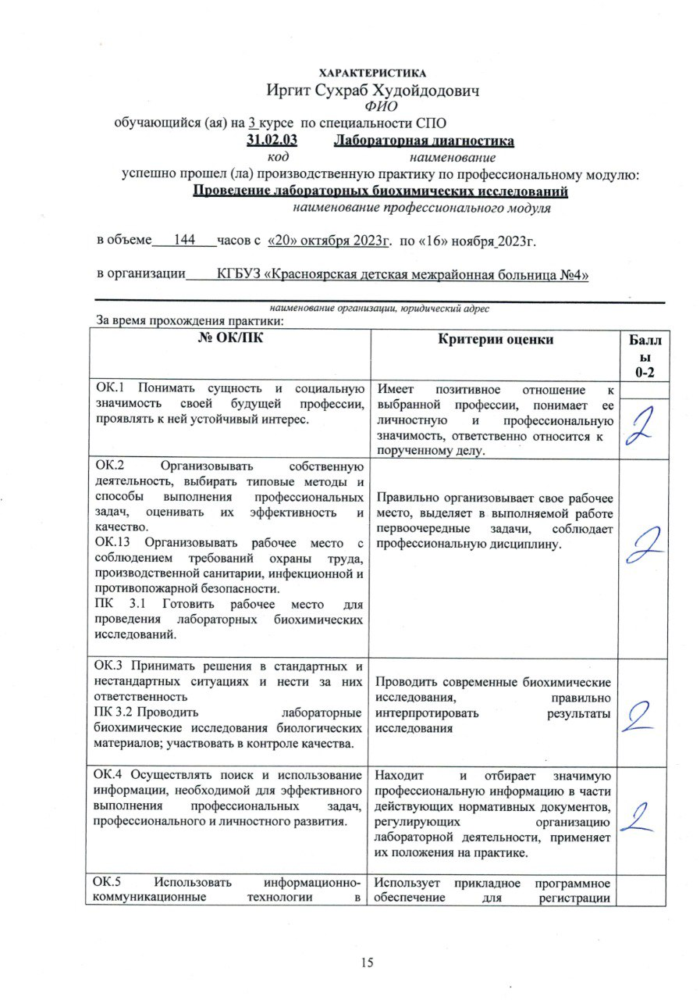 ХАРАКТЕРИСТИКА
Иргит Сухраб Худойдодович
ФИО
обучающийся (ая) на 3 курсе по специальности СПО
31.02.03 Лабораторная диагностика
код наименование
успешно прошел (ла) производственную практику по профессиональному модулю:
Проведение лабораторных биохимических исследований
наименование профессионального модуля
в объеме 144 часов с «20» октября 2023г. по «16» ноября 2023г.
в организации КГБУЗ «Красноярская детская межрайонная больница №4»
наименование организации, юридический адрес
За время прохождения практики:
№ ОК/ПК
Критерии оценки
Балл
ы
0-2
ОК.1 Понимать сущность и социальную
значимость своей будущей профессии,
проявлять к ней устойчивый интерес.
Имеет позитивное отношение к
выбранной профессии, понимает ее
личностную и профессиональную
значимость, ответственно относится к
порученному делу.
2
ОК.2 Организовывать собственную
деятельность, выбирать типовые методы и
способы выполнения профессиональных
задач, оценивать их эффективность и
качество.
ОК.13 Организовывать рабочее место с
соблюдением требований охраны труда,
производственной санитарии, инфекционной и
противопожарной безопасности.
ПК 3.1 Готовить рабочее место для
проведения лабораторных биохимических
исследований.
Правильно организовывает свое рабочее
место, выделяет в выполняемой работе
первоочередные задачи, соблюдает
профессиональную дисциплину.
2
ОК.3 Принимать решения в стандартных и
нестандартных ситуациях и нести за них
ответственность
ПК 3.2 Проводить лабораторные
биохимические исследования биологических
материалов; участвовать в контроле качества.
Проводить современные биохимические
исследования, правильно
интерпротировать результаты
исследования
2
ОК.4 Осуществлять поиск и использование
информации, необходимой для эффективного
выполнения профессиональных задач,
профессионального и личностного развития.
Находит и отбирает значимую
профессиональную информацию в части
действующих нормативных документов,
регулирующих организацию
лабораторной деятельности, применяет
их положения на практике.
2
ОК.5 Использовать информационно-
коммуникационные технологии в
Использует прикладное программное
обеспечение для регистрации
15